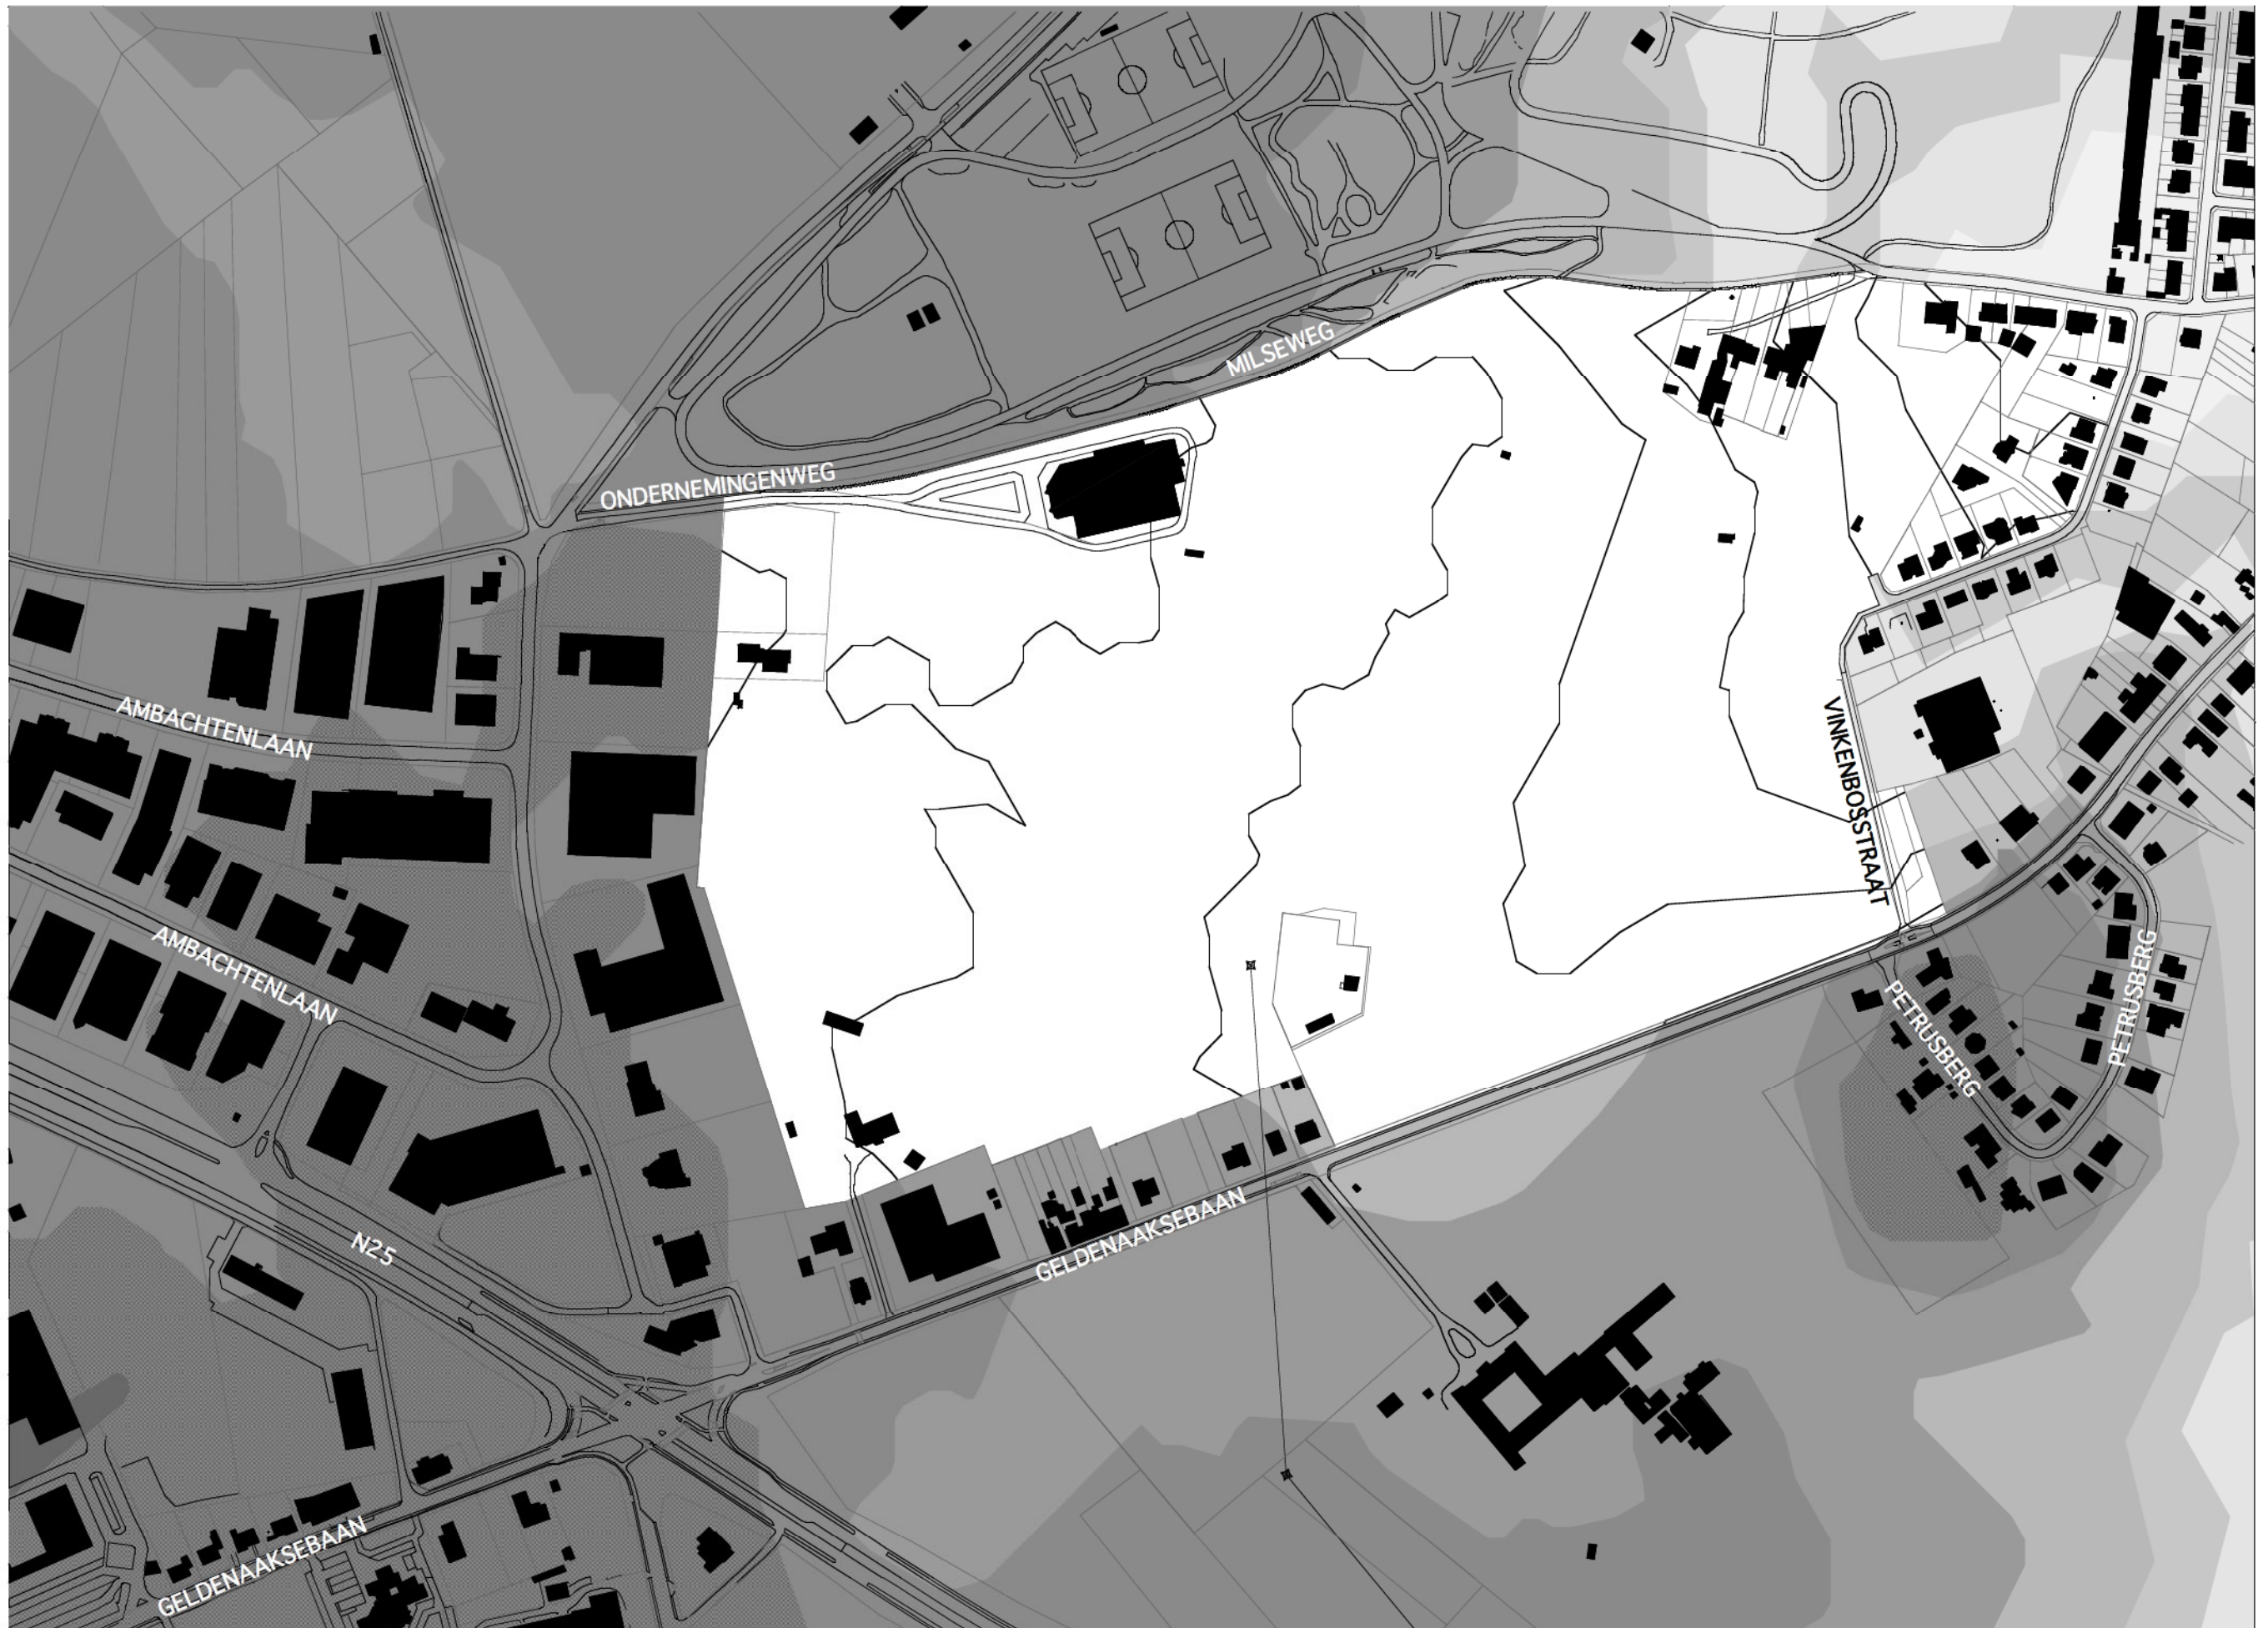 MILSEWEG
ONDERNEMINGENWEG
AMBACHTENLAAN
VINKENBOSSTRAAT
AMBACHTENLAAN
PETRUSBERG
PETRUSBERG
N25
GELDENAAKSEBAAN
GELDENAAKSEBAAN